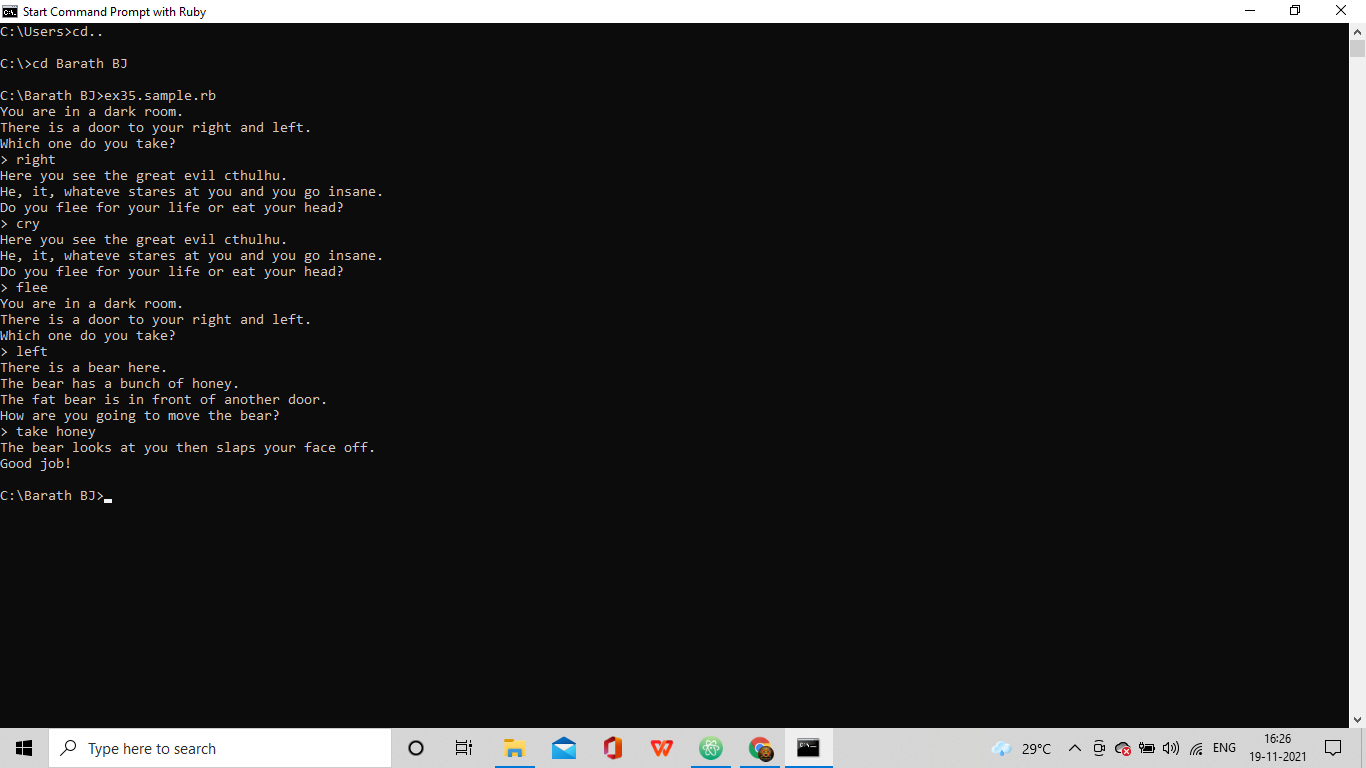 Start Command Prompt with Ruby
C:\Users>cd..
C:\>cd Barath BJ
C:\Barath BJ>ex35.sample.rb
You are in a dark room.
There is a door to your right and left.
Which one do you take?
> right
Here you see the great evil cthulhu.
He, it, whateve stares at you and you go insane.
Do you flee for your life or eat your head?
> cry
Here you see the great evil cthulhu.
He, it, whateve stares at you and you go insane.
Do you flee for your life or eat your head?
> flee
You are in a dark room.
There is a door to your right and left.
Which one do you take?
> left
There is a bear here.
The bear has a bunch of honey.
The fat bear is in front of another door.
How are you going to move the bear?
> take honey
The bear looks at you then slaps your face off.
Good job!
C:\Barath BJ>
Type here to search
29°C
ENG
16:26
19-11-2021